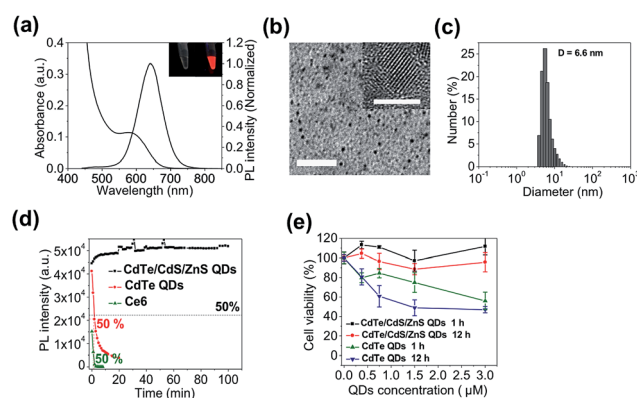 (a)
Absorbance (a.u.)
0.4
0.3
0.2
0.1
0.0
400 500 600 700 800
Wavelength (nm)
1.2
1.0
0.8
0.6
0.4
0.2
0.0
PL intensity (Normalized)
(b)
(c)
D = 6.6 nm
Number (%)
25
20
15
10
5
0
10⁻¹ 10⁰ 10¹ 10² 10³
Diameter (nm)
(d)
PL intensity (a.u.)
5x10⁴
4x10⁴
3x10⁴
2x10⁴
10⁴
0
CdTe/CdS/ZnS QDs
CdTe QDs
Ce6
50%
50 %
50 %
0 20 40 60 80 100
Time (min)
(e)
Cell viability (%)
120
100
80
60
40
20
0
CdTe/CdS/ZnS QDs 1 h
CdTe/CdS/ZnS QDs 12 h
CdTe QDs 1 h
CdTe QDs 12 h
0.0 0.5 1.0 1.5 2.0 2.5 3.0
QDs concentration ( µM)